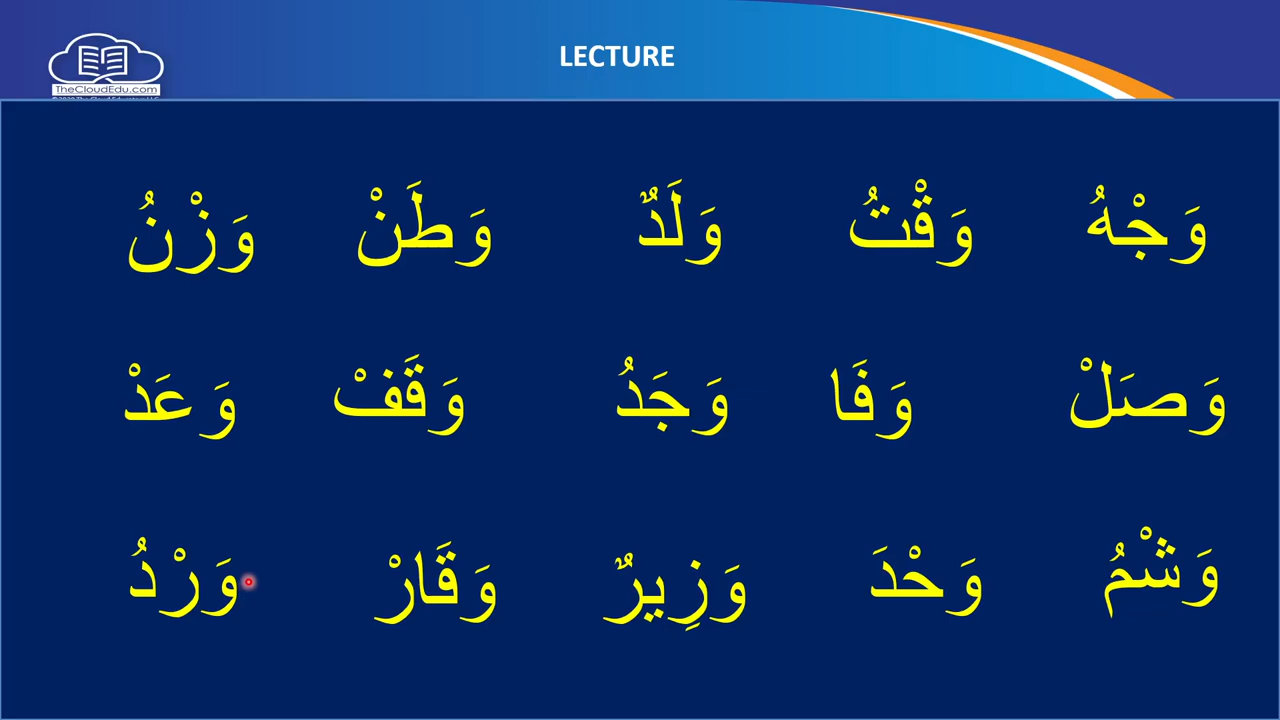 LECTURE
TheCloudEdu.com
وَجْهُ وَقْتُ وَلَدٌ وَطَنْ وَزْنُ
وَصَلْ وَفَا وَجَدُ وَقَفْ وَعَدْ
وَشْمُ وَحْدَ وَزِيرٌ وَقَارْ وَرْدُ